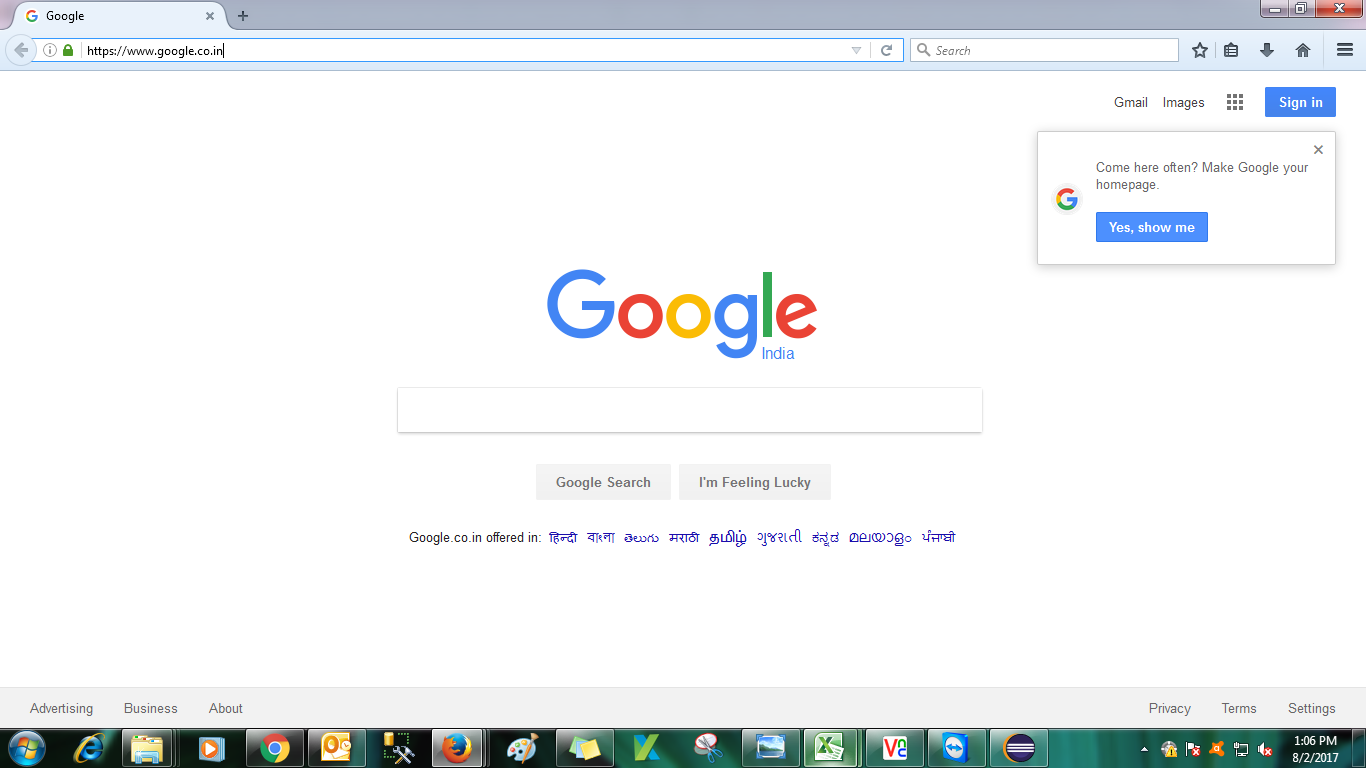 Google
https://www.google.co.in
Search
Gmail Images Sign in
Come here often? Make Google your
homepage.
Yes, show me
Google
India
Google Search I'm Feeling Lucky
Google.co.in offered in: हिन्दी বাংলা తెలుగు मराठी தமிழ் ગુજરાતી ಕನ್ನಡ മലയാളം ਪੰਜਾਬੀ
Advertising Business About Privacy Terms Settings
1:06 PM
8/2/2017